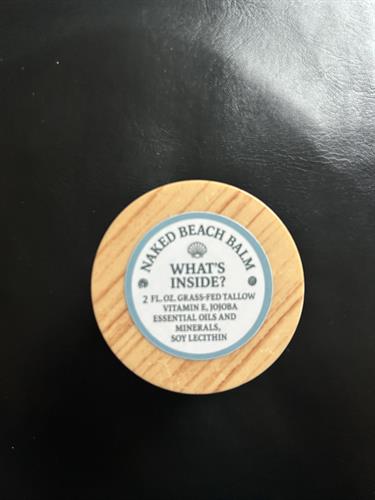 NAKED BEACH BALM
WHAT'S
INSIDE?
2 FL. OZ. GRASS-FED TALLOW
VITAMIN E, JOJOBA
ESSENTIAL OILS AND
MINERALS,
SOY LECITHIN